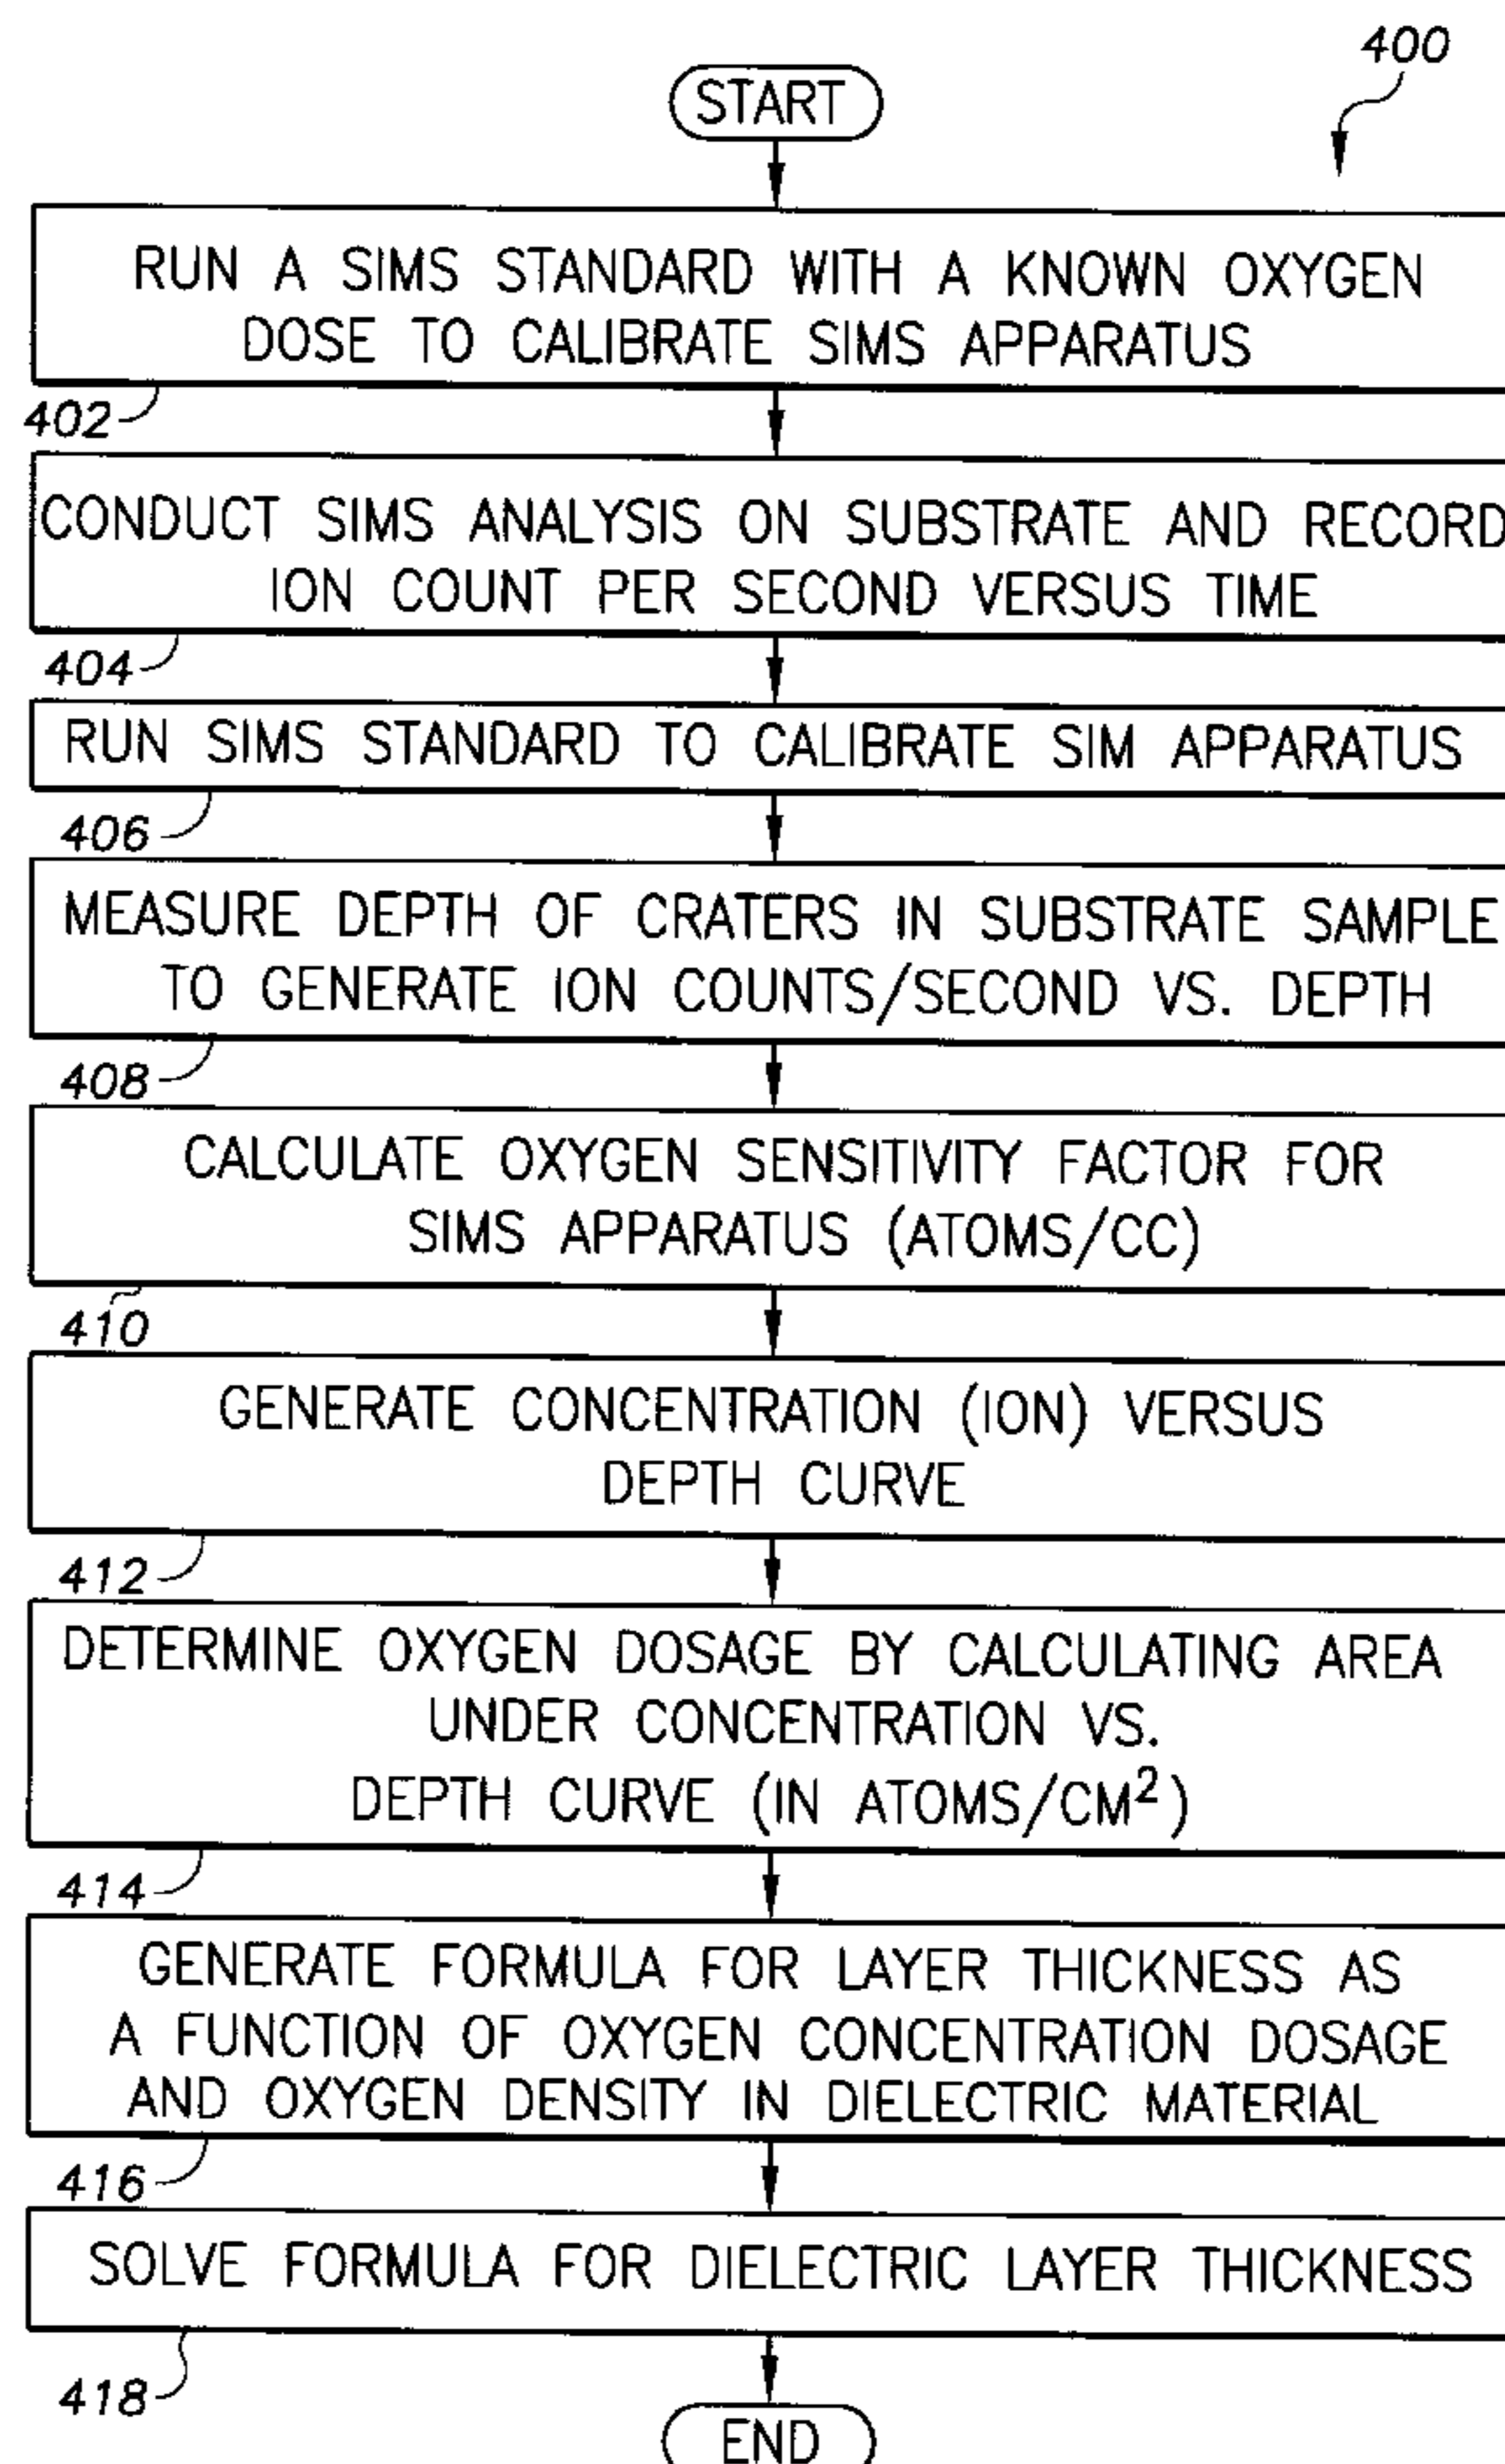 400
START
RUN A SIMS STANDARD WITH A KNOWN OXYGEN
DOSE TO CALIBRATE SIMS APPARATUS
402
CONDUCT SIMS ANALYSIS ON SUBSTRATE AND RECORD
ION COUNT PER SECOND VERSUS TIME
404
RUN SIMS STANDARD TO CALIBRATE SIM APPARATUS
406
MEASURE DEPTH OF CRATERS IN SUBSTRATE SAMPLE
TO GENERATE ION COUNTS/SECOND VS. DEPTH
408
CALCULATE OXYGEN SENSITIVITY FACTOR FOR
SIMS APPARATUS (ATOMS/CC)
410
GENERATE CONCENTRATION (ION) VERSUS
DEPTH CURVE
412
DETERMINE OXYGEN DOSAGE BY CALCULATING AREA
UNDER CONCENTRATION VS.
DEPTH CURVE (IN ATOMS/CM²)
414
GENERATE FORMULA FOR LAYER THICKNESS AS
A FUNCTION OF OXYGEN CONCENTRATION DOSAGE
AND OXYGEN DENSITY IN DIELECTRIC MATERIAL
416
SOLVE FORMULA FOR DIELECTRIC LAYER THICKNESS
418
END